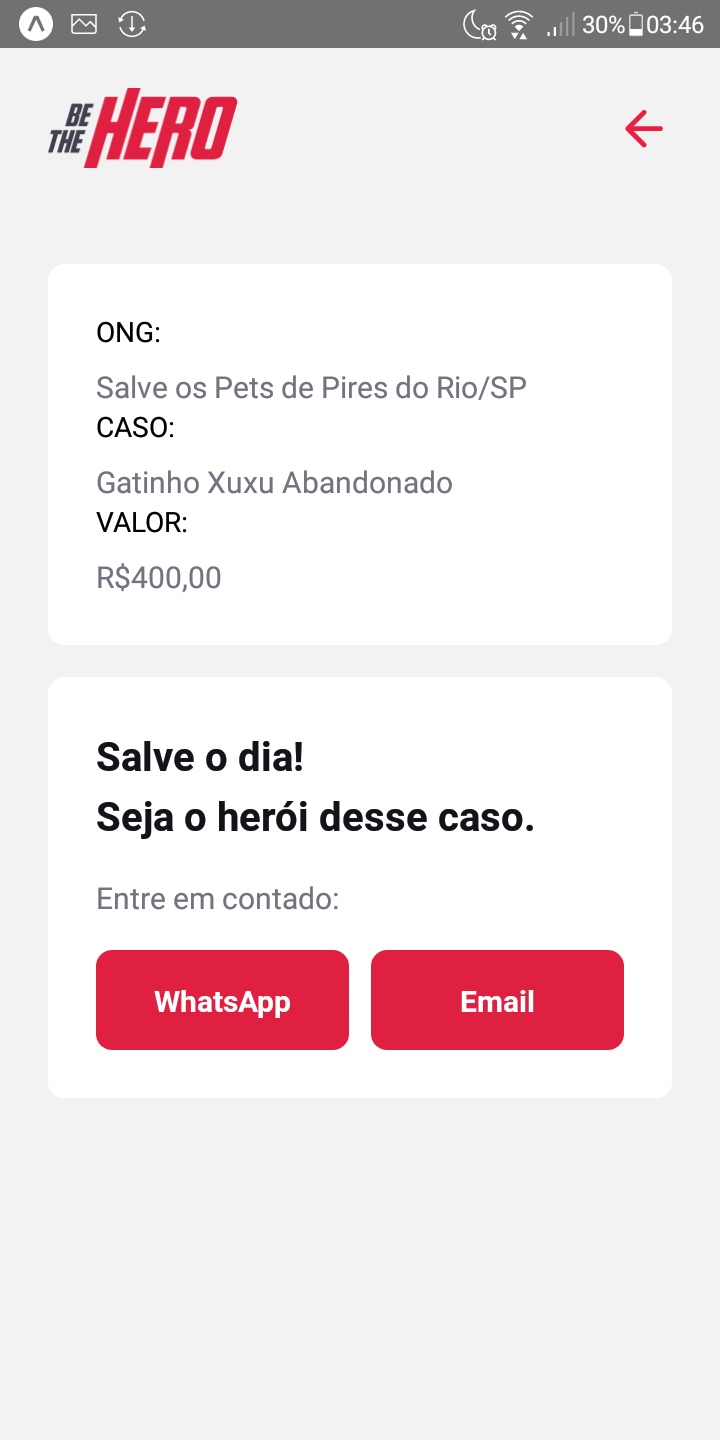 30% 03:46
BE
THE HERO
ONG:
Salve os Pets de Pires do Rio/SP
CASO:
Gatinho Xuxu Abandonado
VALOR:
R$400,00
Salve o dia!
Seja o herói desse caso.
Entre em contado:
WhatsApp Email